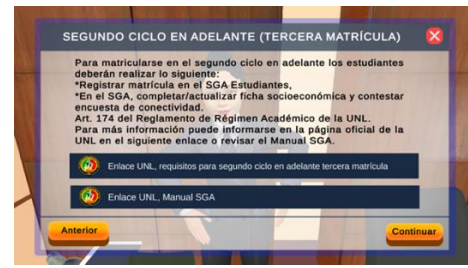 SEGUNDO CICLO EN ADELANTE (TERCERA MATRÍCULA)
Para matricularse en el segundo ciclo en adelante los estudiantes
deberán realizar lo siguiente:
*Registrar matrícula en el SGA Estudiantes,
*En el SGA, completar/actualizar ficha socioeconómica y contestar
encuesta de conectividad.
Art. 174 del Reglamento de Régimen Académico de la UNL.
Para más información puede informarse en la página oficial de la
UNL en el siguiente enlace o revisar el Manual SGA.
Enlace UNL, requisitos para segundo ciclo en adelante tercera matrícula
Enlace UNL, Manual SGA
Anterior
Continuar